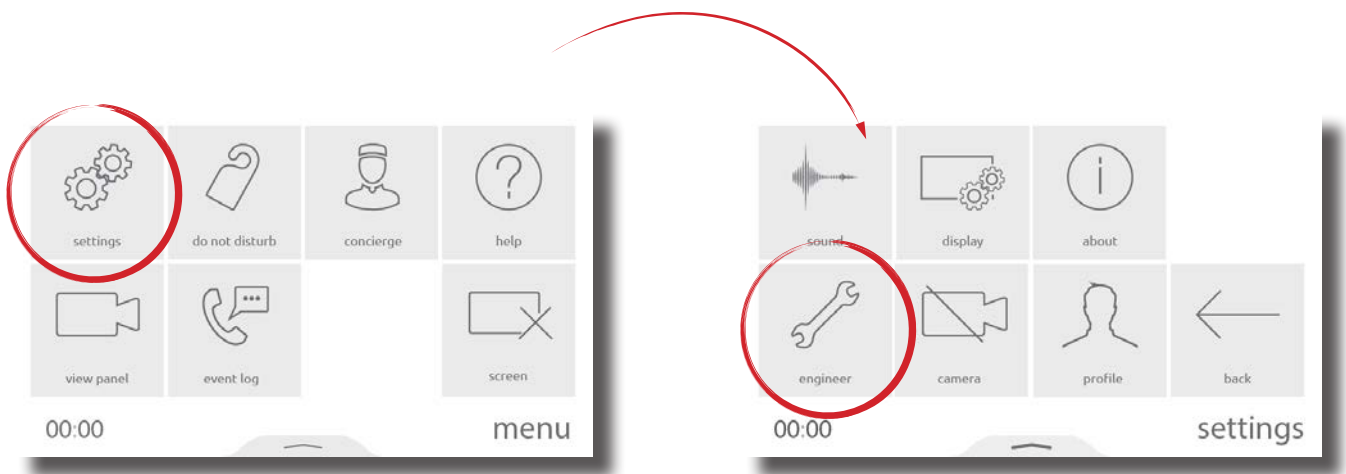 settings
do not disturb
concierge
help
view panel
event log
screen
00:00
menu
sound
display
about
engineer
camera
profile
back
00:00
settings